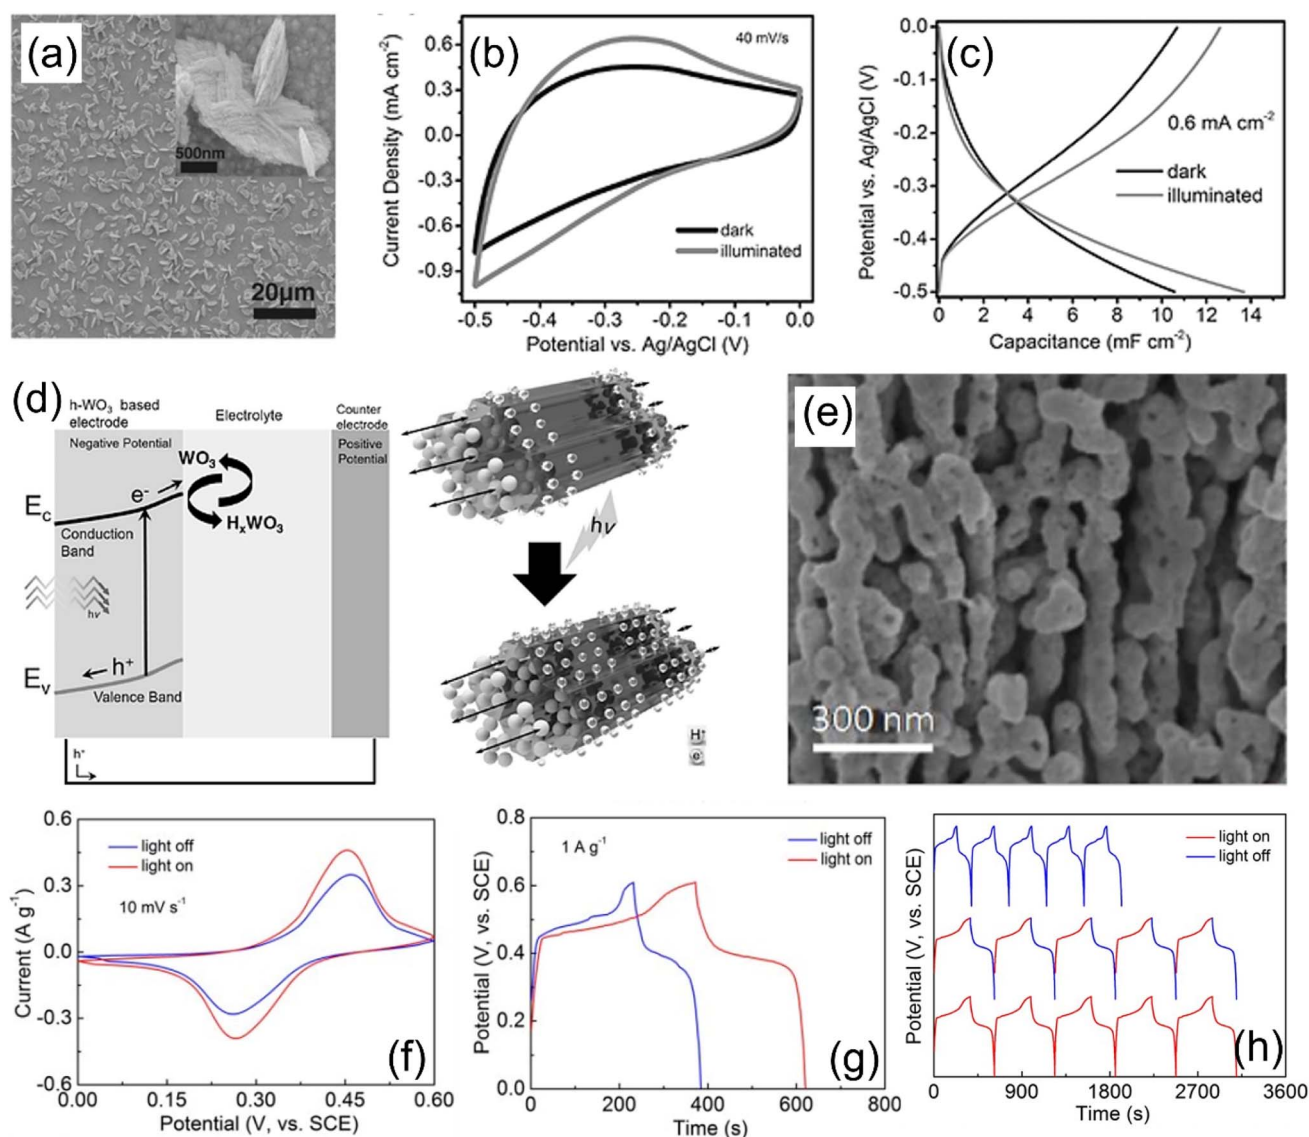 (a)
500nm
20μm
(b)
40 mV/s
Current Density (mA cm⁻²)
0.6
0.3
0.0
-0.3
-0.6
-0.9
dark
illuminated
-0.5 -0.4 -0.3 -0.2 -0.1 0.0
Potential vs. Ag/AgCl (V)
(c)
0.6 mA cm⁻²
Potential vs. Ag/AgCl (V)
0.0
-0.1
-0.2
-0.3
-0.4
-0.5
dark
illuminated
0 2 4 6 8 10 12 14
Capacitance (mF cm⁻²)
(d)
h-WO₃ based
electrode
Electrolyte
Counter
electrode
Negative Potential
Positive
Potential
WO₃
e⁻
HₓWO₃
E_C
Conduction
Band
hν
h⁺
E_V
Valence Band
h⁺
hν
H⁺
e⁻
(e)
300 nm
(f)
light off
light on
10 mV s⁻¹
Current (A g⁻¹)
0.6
0.3
0.0
-0.3
-0.6
0.00 0.15 0.30 0.45 0.60
Potential (V, vs. SCE)
(g)
1 A g⁻¹
light off
light on
Potential (V, vs. SCE)
0.8
0.6
0.4
0.2
0.0
0 200 400 600 800
Time (s)
(h)
light on
light off
Potential (V, vs. SCE)
0 900 1800 2700 3600
Time (s)